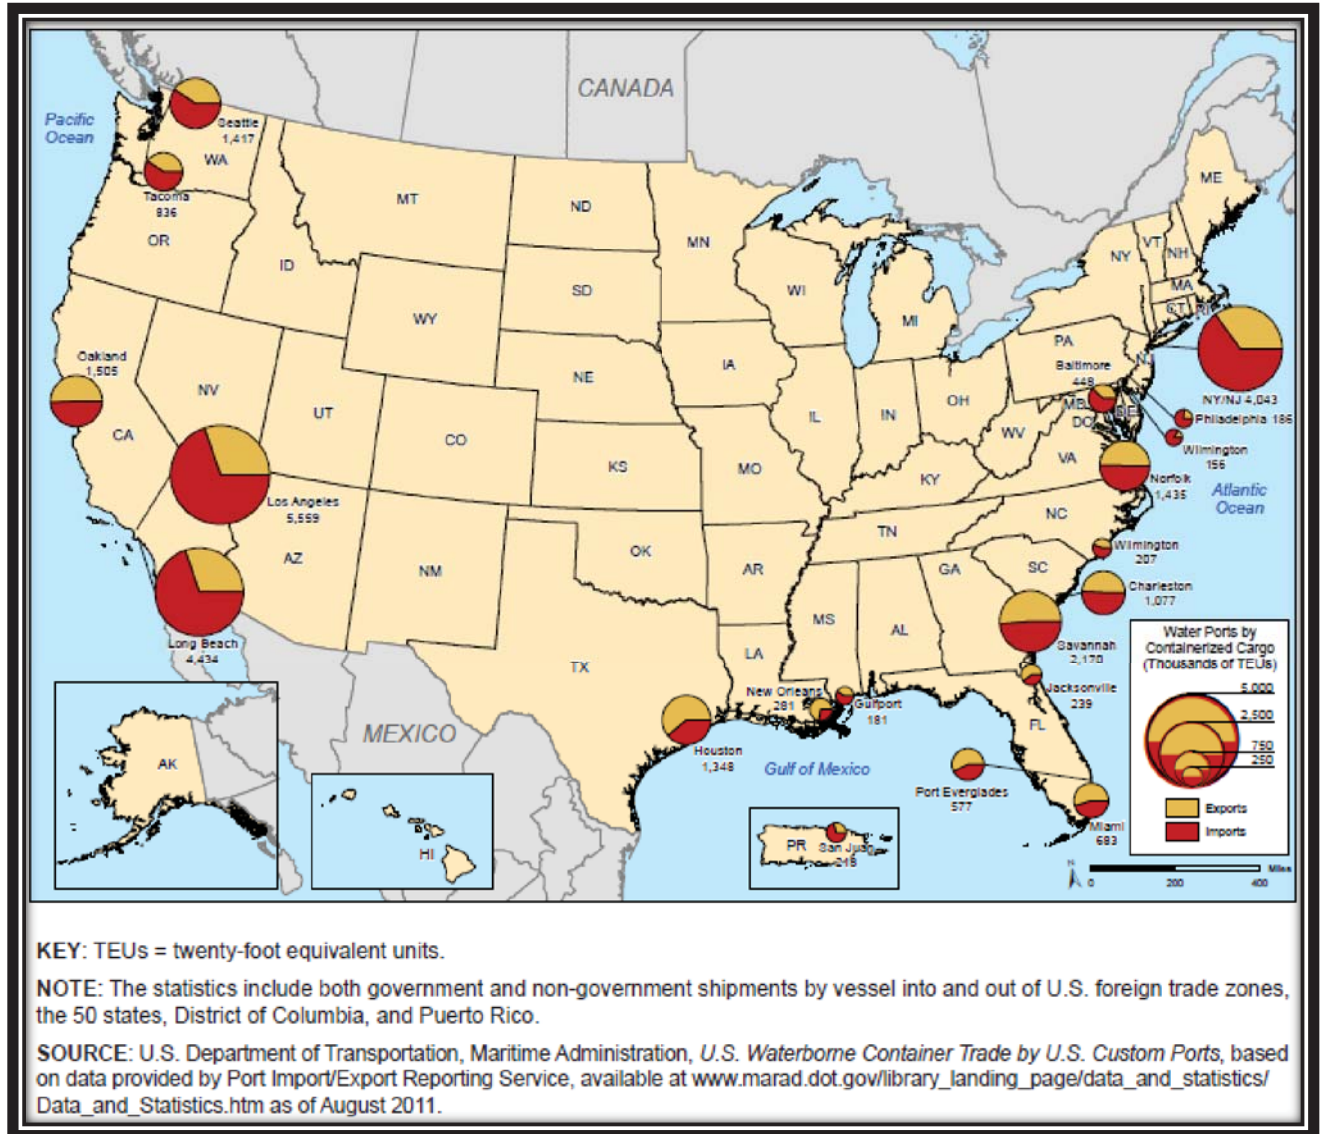 CANADA
Pacific
Ocean
Seattle
1,417
WA
Tacoma
836
OR
MT
ND
MN
ME
ID
SD
WI
NY
VT
NH
MA
CT
RI
WY
MI
Oakland
1,505
IA
PA
NJ
Baltimore
448
NY/NJ 4,043
NV
UT
NE
IL
IN
OH
MD
DE
DC
Philadelphia 186
CA
CO
WV
Wilmington
156
KS
MO
KY
VA
Norfolk
1,435
Atlantic
Ocean
Los Angeles
5,559
AZ
NM
OK
TN
NC
Wilmington
207
AR
GA
SC
Charleston
1,077
MS
AL
Long Beach
4,434
TX
LA
Savannah
2,170
Water Ports by
Containerized Cargo
(Thousands of TEUs)
5,000
2,500
750
250
Exports
Imports
New Orleans
281
Gulfport
181
Jacksonville
239
FL
MEXICO
Houston
1,348
Gulf of Mexico
Port Everglades
577
Miami
683
AK
HI
PR
San Juan
218
N
0 200 400
Miles
KEY: TEUs = twenty-foot equivalent units.
NOTE: The statistics include both government and non-government shipments by vessel into and out of U.S. foreign trade zones,
the 50 states, District of Columbia, and Puerto Rico.
SOURCE: U.S. Department of Transportation, Maritime Administration, U.S. Waterborne Container Trade by U.S. Custom Ports, based
on data provided by Port Import/Export Reporting Service, available at www.marad.dot.gov/library_landing_page/data_and_statistics/
Data_and_Statistics.htm as of August 2011.